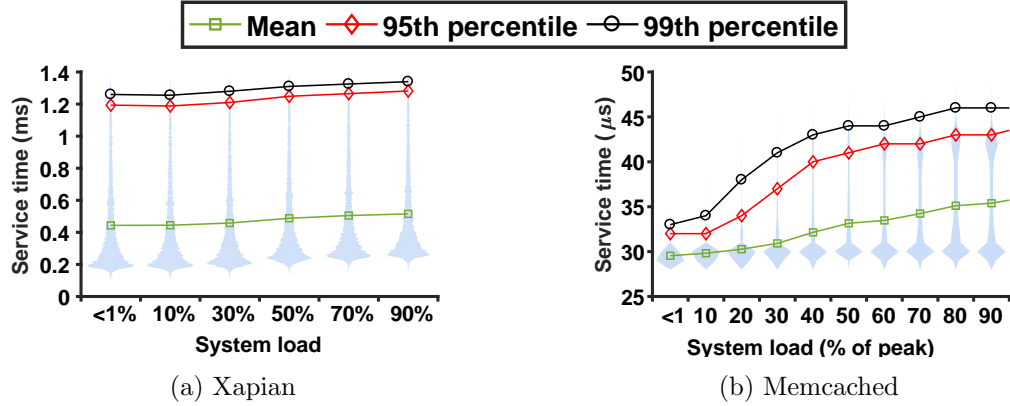 Mean 95th percentile 99th percentile
Service time (ms)
1.4
1.2
1
0.8
0.6
0.4
0.2
0
<1% 10% 30% 50% 70% 90%
System load
(a) Xapian
Service time (μs)
50
45
40
35
30
25
<1 10 20 30 40 50 60 70 80 90
System load (% of peak)
(b) Memcached